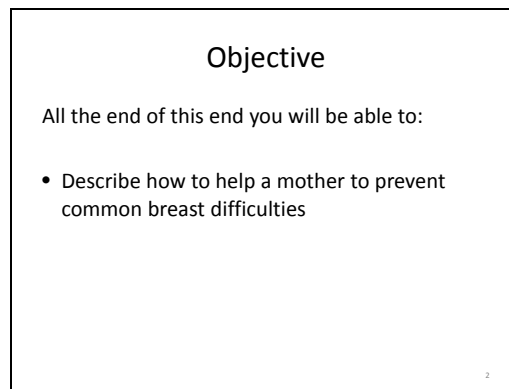 Objective
All the end of this end you will be able to:
• Describe how to help a mother to prevent
common breast difficulties
2